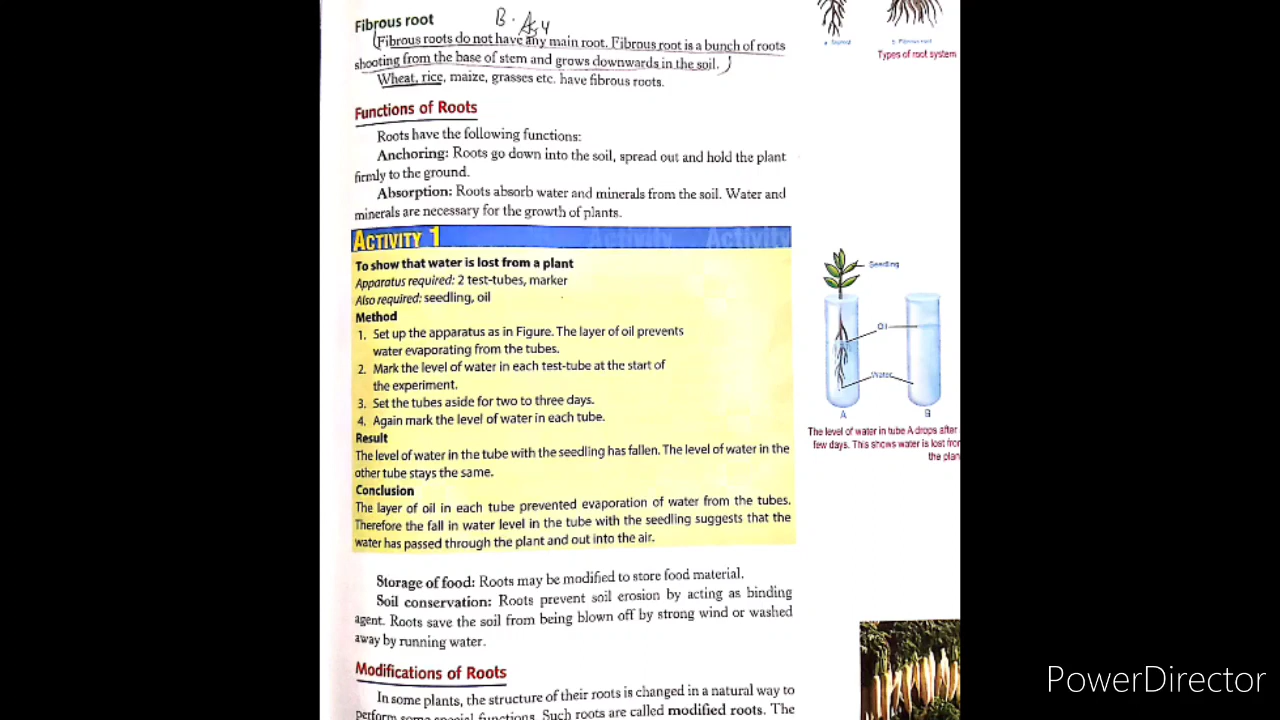 Fibrous root
B.
(Fibrous roots do not have any main root. Fibrous root is a bunch of roots
shooting from the base of stem and grows downwards in the soil.)
Wheat, rice, maize, grasses etc. have fibrous roots.
a. Taproot
b. Fibrous root
Types of root system
Functions of Roots
Roots have the following functions:
Anchoring: Roots go down into the soil, spread out and hold the plant
firmly to the ground.
Absorption: Roots absorb water and minerals from the soil. Water and
minerals are necessary for the growth of plants.
ACTIVITY 1
Activity Activity
To show that water is lost from a plant
Apparatus required: 2 test-tubes, marker
Also required: seedling, oil
Method
1. Set up the apparatus as in Figure. The layer of oil prevents
water evaporating from the tubes.
2. Mark the level of water in each test-tube at the start of
the experiment.
3. Set the tubes aside for two to three days.
4. Again mark the level of water in each tube.
Result
The level of water in the tube with the seedling has fallen. The level of water in the
other tube stays the same.
Conclusion
The layer of oil in each tube prevented evaporation of water from the tubes.
Therefore the fall in water level in the tube with the seedling suggests that the
water has passed through the plant and out into the air.
Seedling
Oil
Water
A
B
The level of water in tube A drops after
few days. This shows water is lost from
the plan
Storage of food: Roots may be modified to store food material.
Soil conservation: Roots prevent soil erosion by acting as binding
agent. Roots save the soil from being blown off by strong wind or washed
away by running water.
Modifications of Roots
In some plants, the structure of their roots is changed in a natural way to
perform some special functions. Such roots are called modified roots. The
PowerDirector